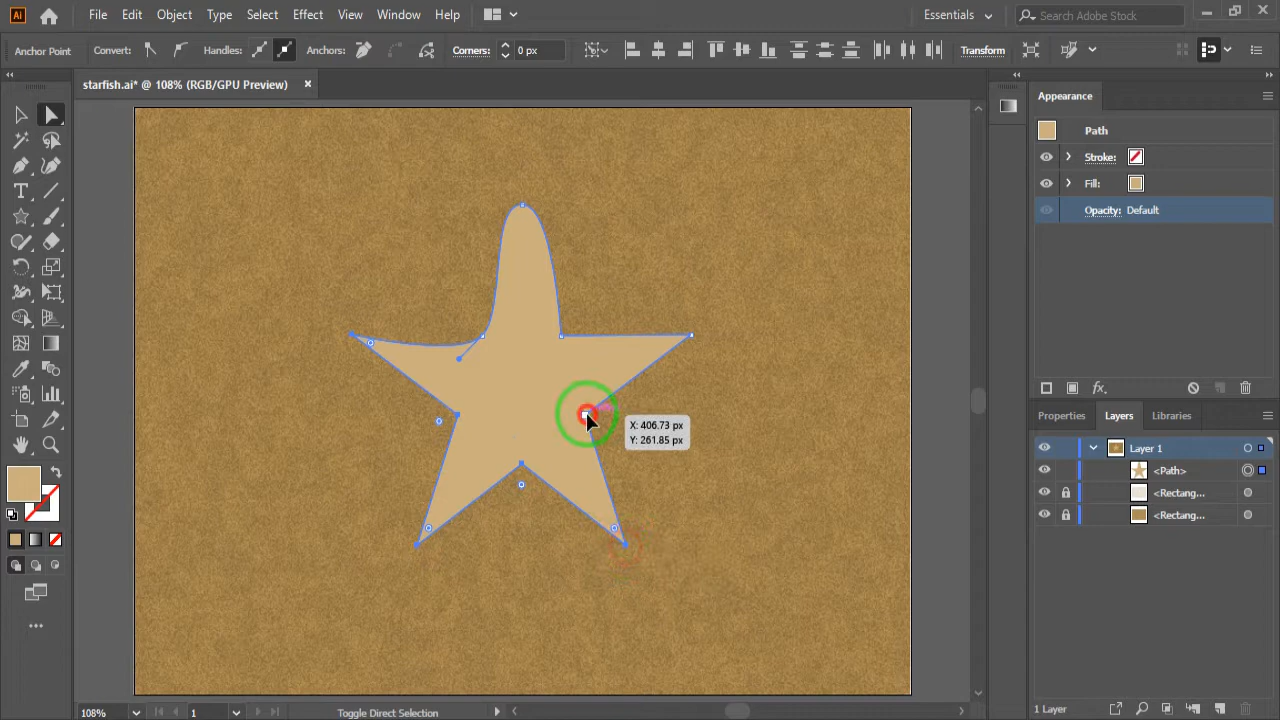 Ai
File Edit Object Type Select Effect View Window Help
Essentials
Search Adobe Stock
Anchor Point
Convert:
Handles:
Anchors:
Corners:
0 px
Transform
starfish.ai* @ 108% (RGB/GPU Preview)
Appearance
Path
Stroke:
Fill:
Opacity: Default
X: 406.73 px
Y: 261.85 px
fx
Properties
Layers
Libraries
Layer 1
<Path>
<Rectang...
<Rectang...
1 Layer
108%
1
Toggle Direct Selection